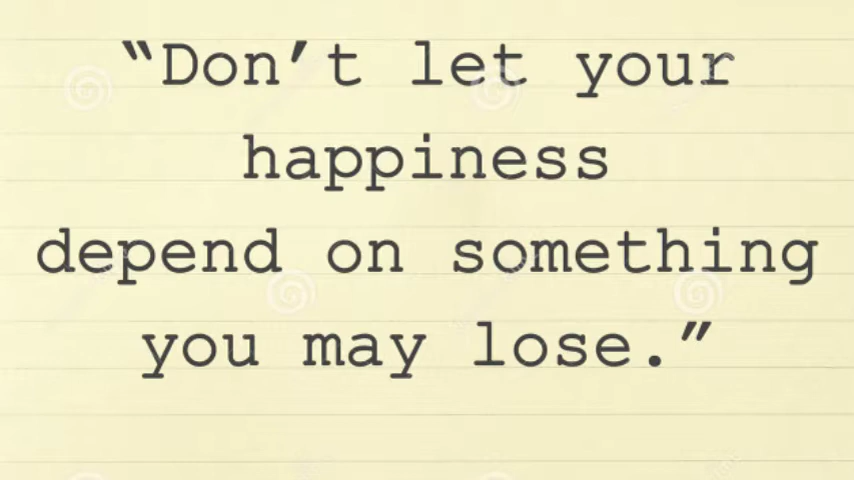 “Don’t let your
happiness
depend on something
you may lose.”